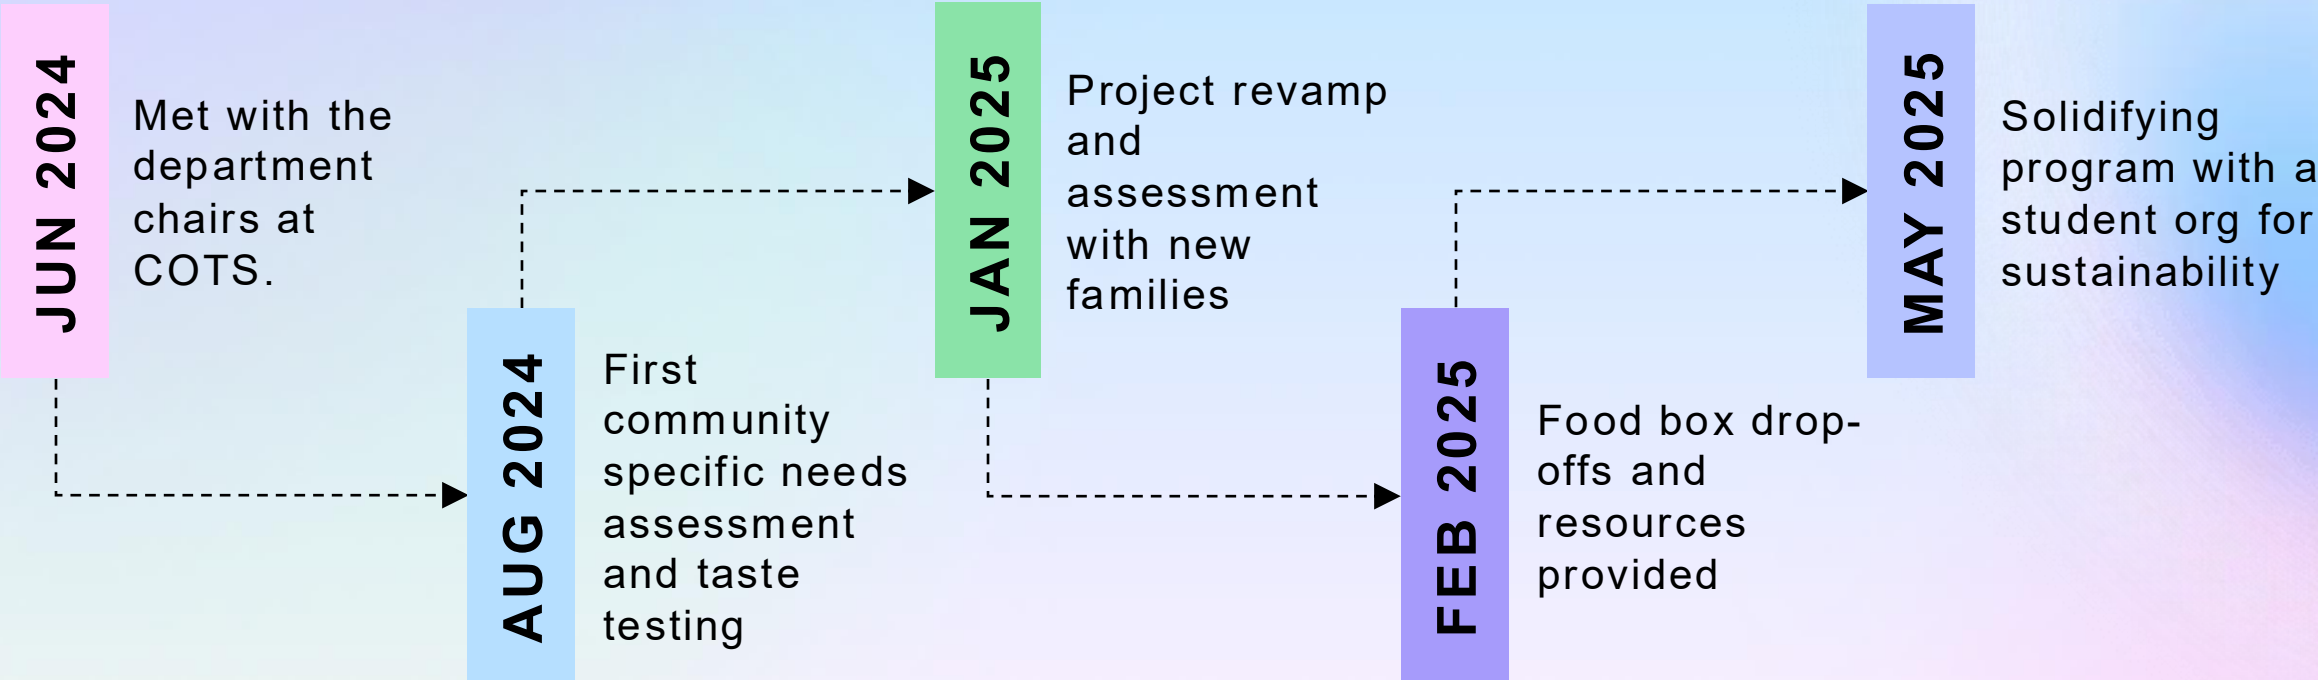 JUN 2024
Met with the
department
chairs at
COTS.
AUG 2024
First
community
specific needs
assessment
and taste
testing
JAN 2025
Project revamp
and
assessment
with new
families
FEB 2025
Food box drop-
offs and
resources
provided
MAY 2025
Solidifying
program with a
student org for
sustainability